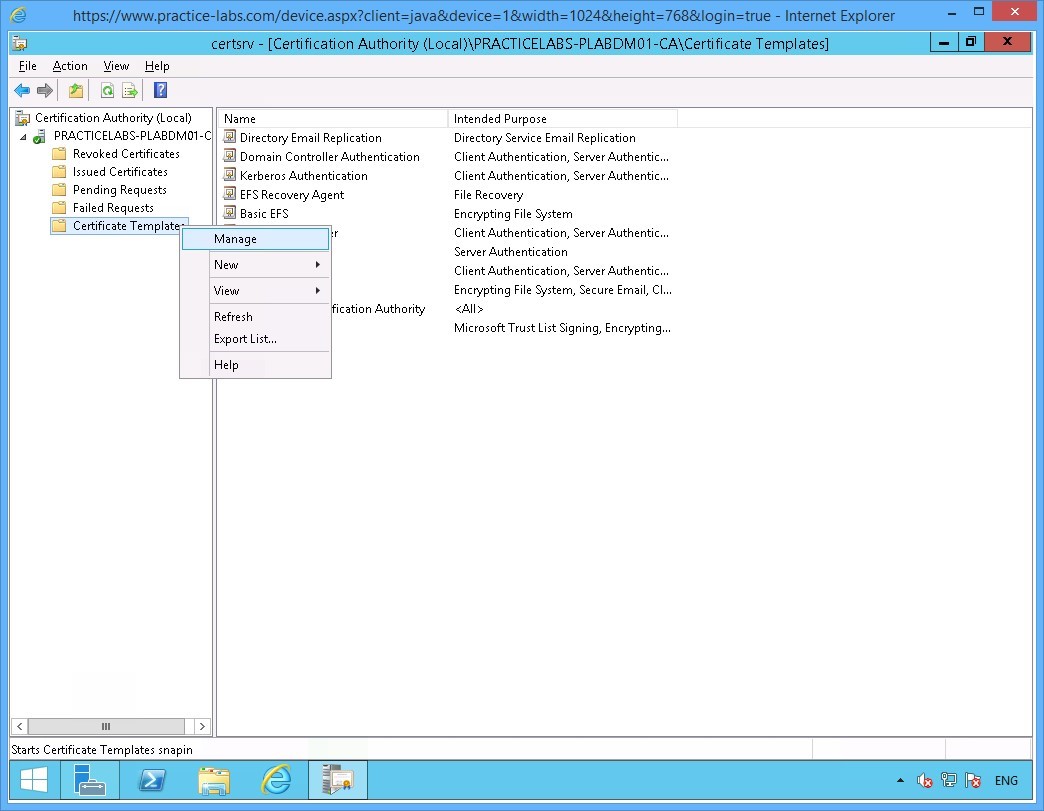 https://www.practice-labs.com/device.aspx?client=java&device=1&width=1024&height=768&login=true - Internet Explorer
certsrv - [Certification Authority (Local)\PRACTICELABS-PLABDM01-CA\Certificate Templates]
File Action View Help
Certification Authority (Local)
PRACTICELABS-PLABDM01-C
Revoked Certificates
Issued Certificates
Pending Requests
Failed Requests
Certificate Templates
Manage
New
View
Refresh
Export List...
Help
Name Intended Purpose
Directory Email Replication Directory Service Email Replication
Domain Controller Authentication Client Authentication, Server Authentic...
Kerberos Authentication Client Authentication, Server Authentic...
EFS Recovery Agent File Recovery
Basic EFS Encrypting File System
er Client Authentication, Server Authentic...
Server Authentication
Client Authentication, Server Authentic...
Encrypting File System, Secure Email, Cl...
ification Authority <All>
Microsoft Trust List Signing, Encrypting...
Starts Certificate Templates snapin
ENG